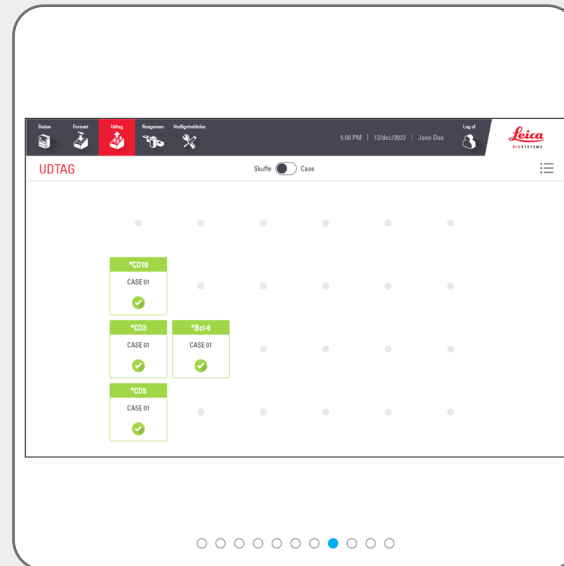 Status Forisæt Udtag Reagenser Vedligeholdelse
5:08 PM | 13/dec/2022 | Jane Doe
Log af
Leica
BIOSYSTEMS
UDTAG
Skuffe Case
*CD10
CASE 01
*CD3 *Bcl-6
CASE 01 CASE 01
*CD5
CASE 01